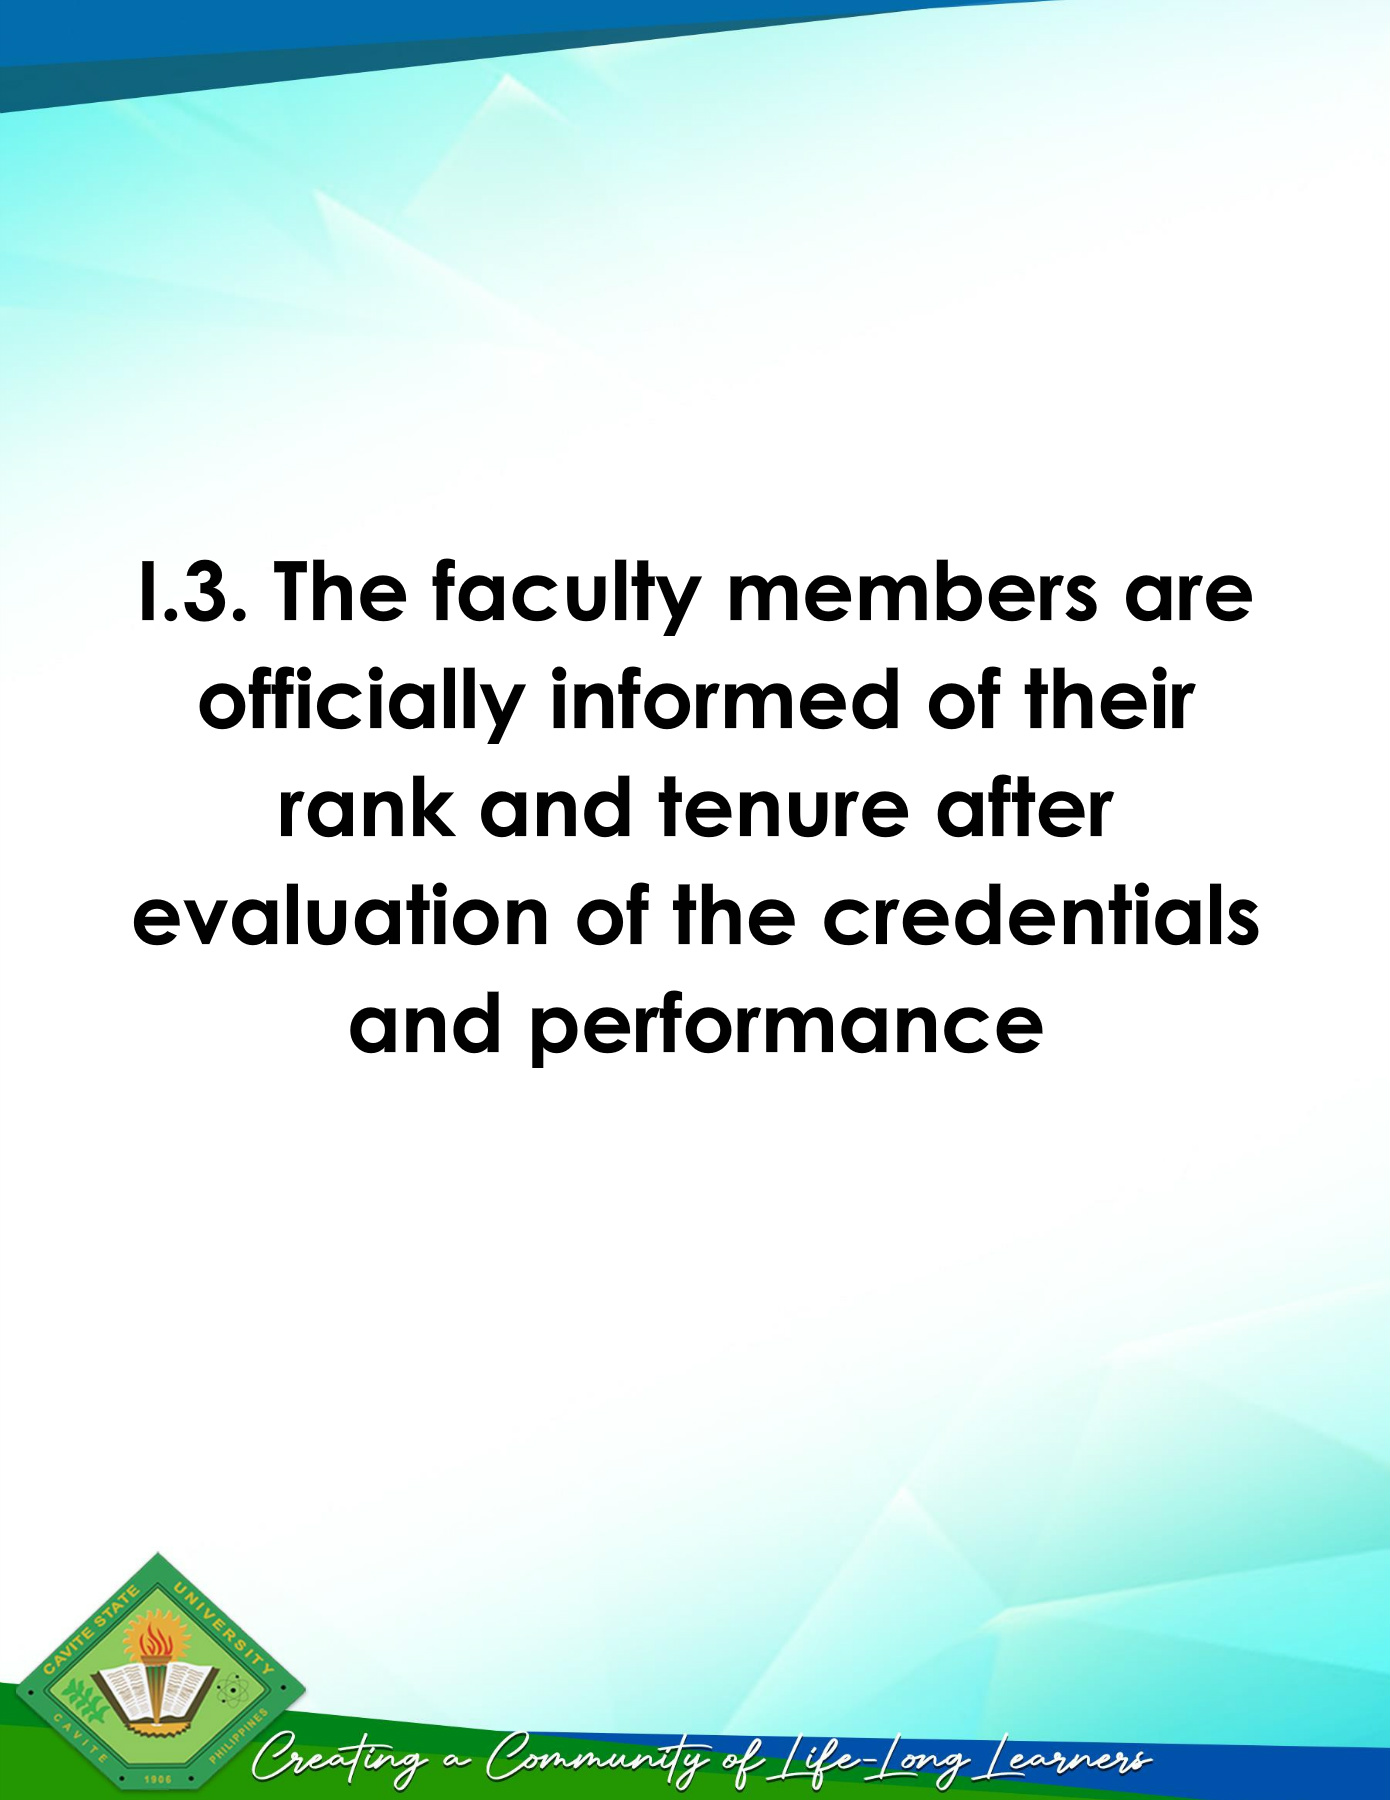 I.3. The faculty members are
officially informed of their
rank and tenure after
evaluation of the credentials
and performance
CAVITE STATE UNIVERSITY
CAVITE PHILIPPINES
1906
Creating a Community of Life-Long Learners